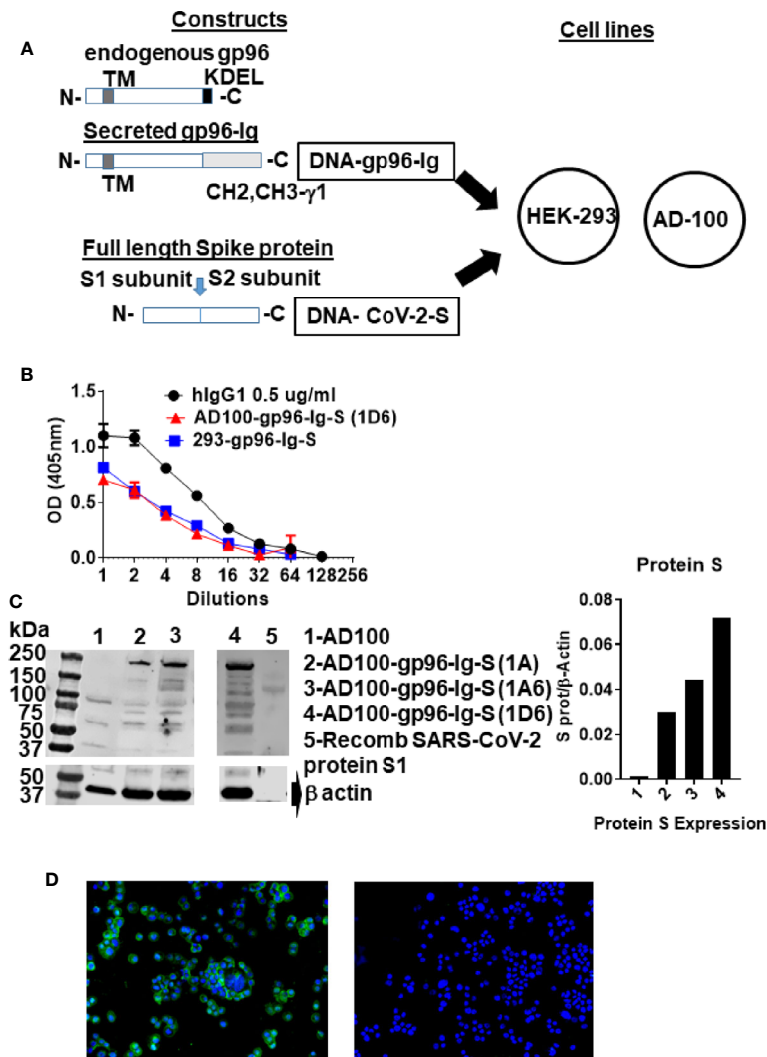 Constructs
Cell lines
A
endogenous gp96
TM KDEL
N- -C
Secreted gp96-Ig
N- -C
TM
CH2,CH3-γ1
DNA-gp96-Ig
HEK-293
AD-100
Full length Spike protein
S1 subunit S2 subunit
N- -C
DNA- CoV-2-S
B
1.5
1.0
0.5
0.0
OD (405nm)
hIgG1 0.5 ug/ml
AD100-gp96-Ig-S (1D6)
293-gp96-Ig-S
1 2 4 8 16 32 64 128 256
Dilutions
C
kDa
1 2 3 4 5
250
150
100
75
50
37
50
37
1-AD100
2-AD100-gp96-Ig-S (1A)
3-AD100-gp96-Ig-S (1A6)
4-AD100-gp96-Ig-S (1D6)
5-Recomb SARS-CoV-2
protein S1
β actin
Protein S
0.08
0.06
0.04
0.02
0.00
S prot/β-Actin
1 2 3 4
Protein S Expression
D